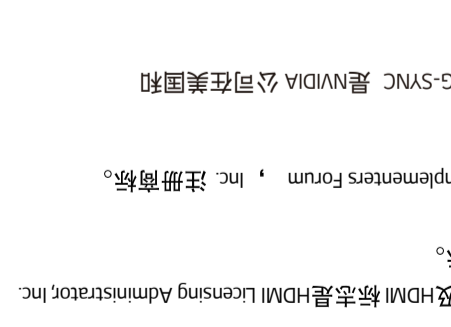 及HDMI 标志是HDMI Licensing Administrator, Inc.
。
plementers Forum ， Inc. 注册商标。
G-SYNC 是NVIDIA 公司在美国和